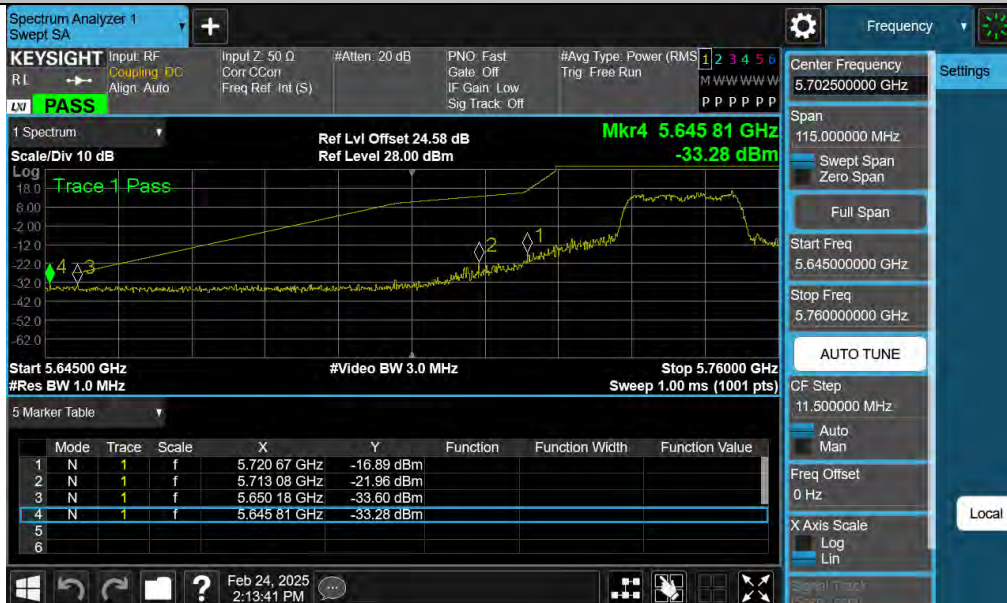 Spectrum Analyzer 1
Swept SA
+
Frequency
KEYSIGHT
RL
LXI PASS
Input: RF
Coupling: DC
Align: Auto
Input Z: 50 Ω
Corr CCorr
Freq Ref: Int (S)
#Atten: 20 dB
PNO: Fast
Gate: Off
IF Gain: Low
Sig Track: Off
#Avg Type: Power (RMS
Trig: Free Run
1 2 3 4 5 6
M W W W W W
P P P P P P
1 Spectrum
Scale/Div 10 dB
Ref Lvl Offset 24.58 dB
Ref Level 28.00 dBm
Mkr4 5.645 81 GHz
-33.28 dBm
Log
Trace 1 Pass
18.0
8.00
-2.00
-12.0
-22.0
-32.0
-42.0
-52.0
-62.0
4 3 2 1
Start 5.64500 GHz
#Video BW 3.0 MHz
Stop 5.76000 GHz
#Res BW 1.0 MHz
Sweep 1.00 ms (1001 pts)
5 Marker Table
Mode Trace Scale X Y Function Function Width Function Value
1 N 1 f 5.720 67 GHz -16.89 dBm
2 N 1 f 5.713 08 GHz -21.96 dBm
3 N 1 f 5.650 18 GHz -33.60 dBm
4 N 1 f 5.645 81 GHz -33.28 dBm
5
6
?
Feb 24, 2025
2:13:41 PM
Center Frequency
5.702500000 GHz
Span
115.000000 MHz
Swept Span
Zero Span
Full Span
Start Freq
5.645000000 GHz
Stop Freq
5.760000000 GHz
AUTO TUNE
CF Step
11.500000 MHz
Auto
Man
Freq Offset
0 Hz
X Axis Scale
Log
Lin
Signal Track
Settings
Local